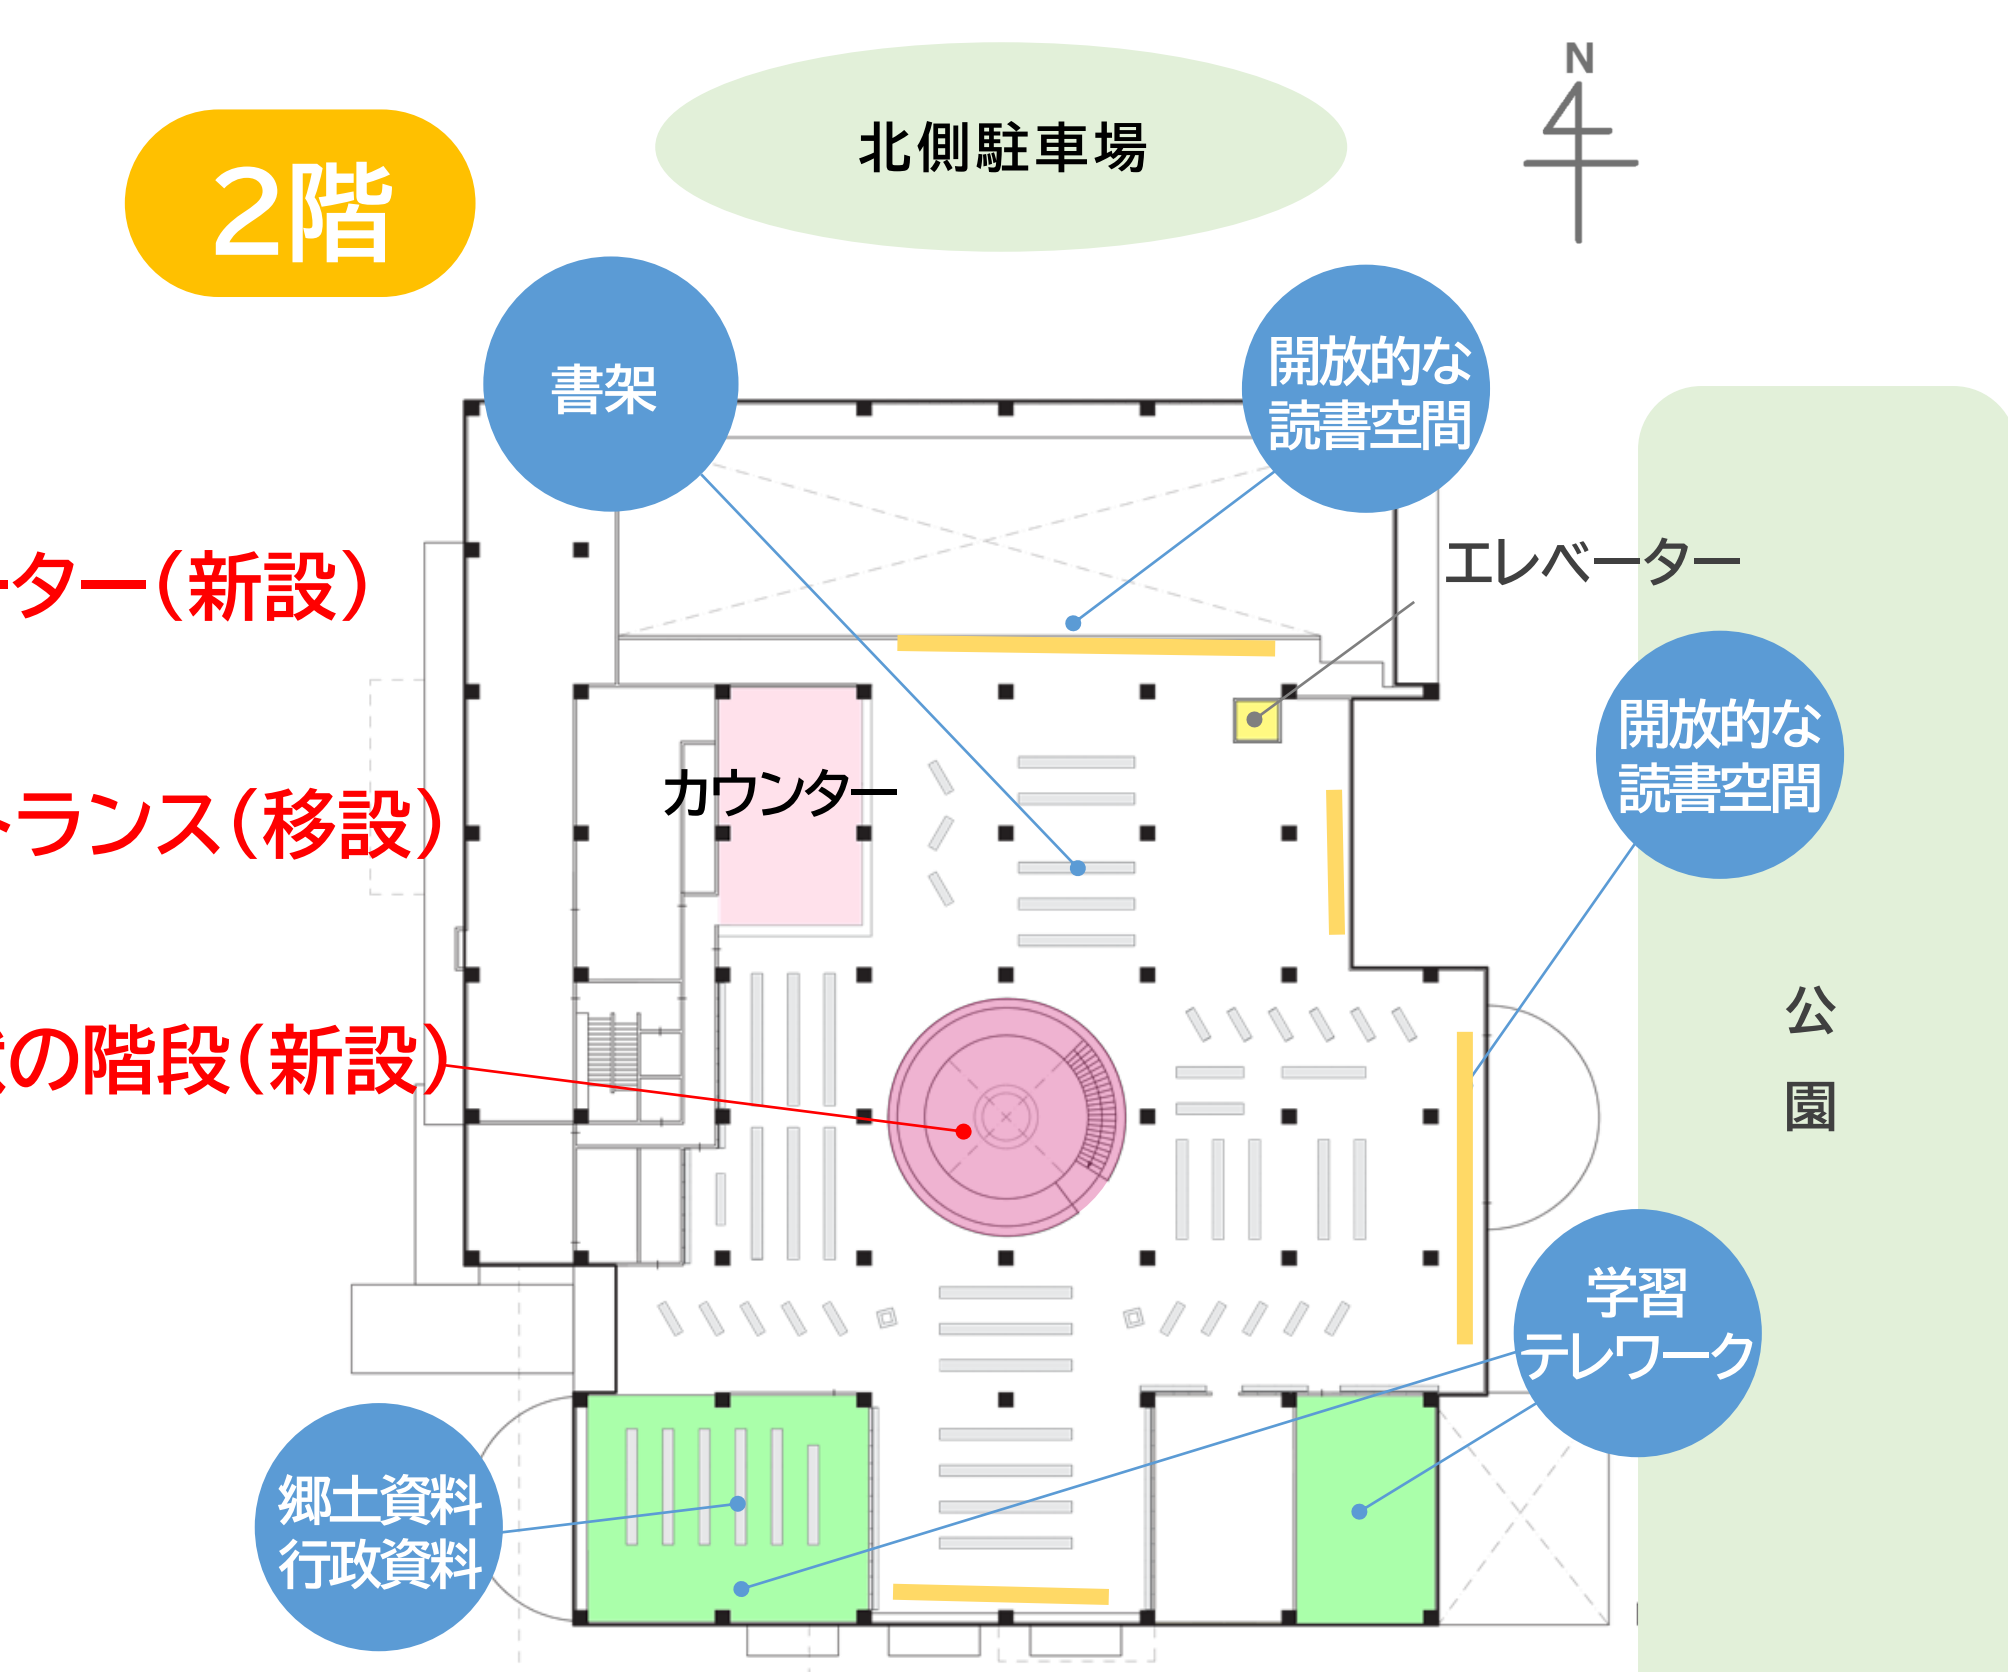 N
北側駐車場
2階
書架
開放的な
読書空間
エレベーター
ーター(新設)
開放的な
読書空間
カウンター
トランス(移設)
公
園
の階段(新設)
学習
テレワーク
郷土資料
行政資料